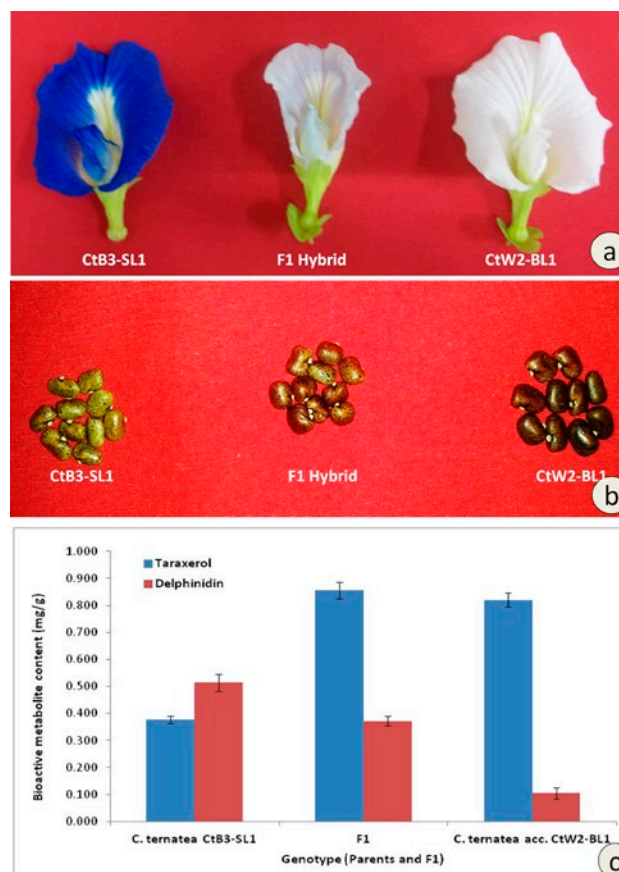 CtB3-SL1 F1 Hybrid CtW2-BL1
a
CtB3-SL1 F1 Hybrid CtW2-BL1
b
Taraxerol
Delphinidin
Bioactive metabolite content (mg/g)
1.000
0.900
0.800
0.700
0.600
0.500
0.400
0.300
0.200
0.100
0.000
C. ternatea CtB3-SL1 F1 C. ternatea acc. CtW2-BL1
Genotype (Parents and F1)
c